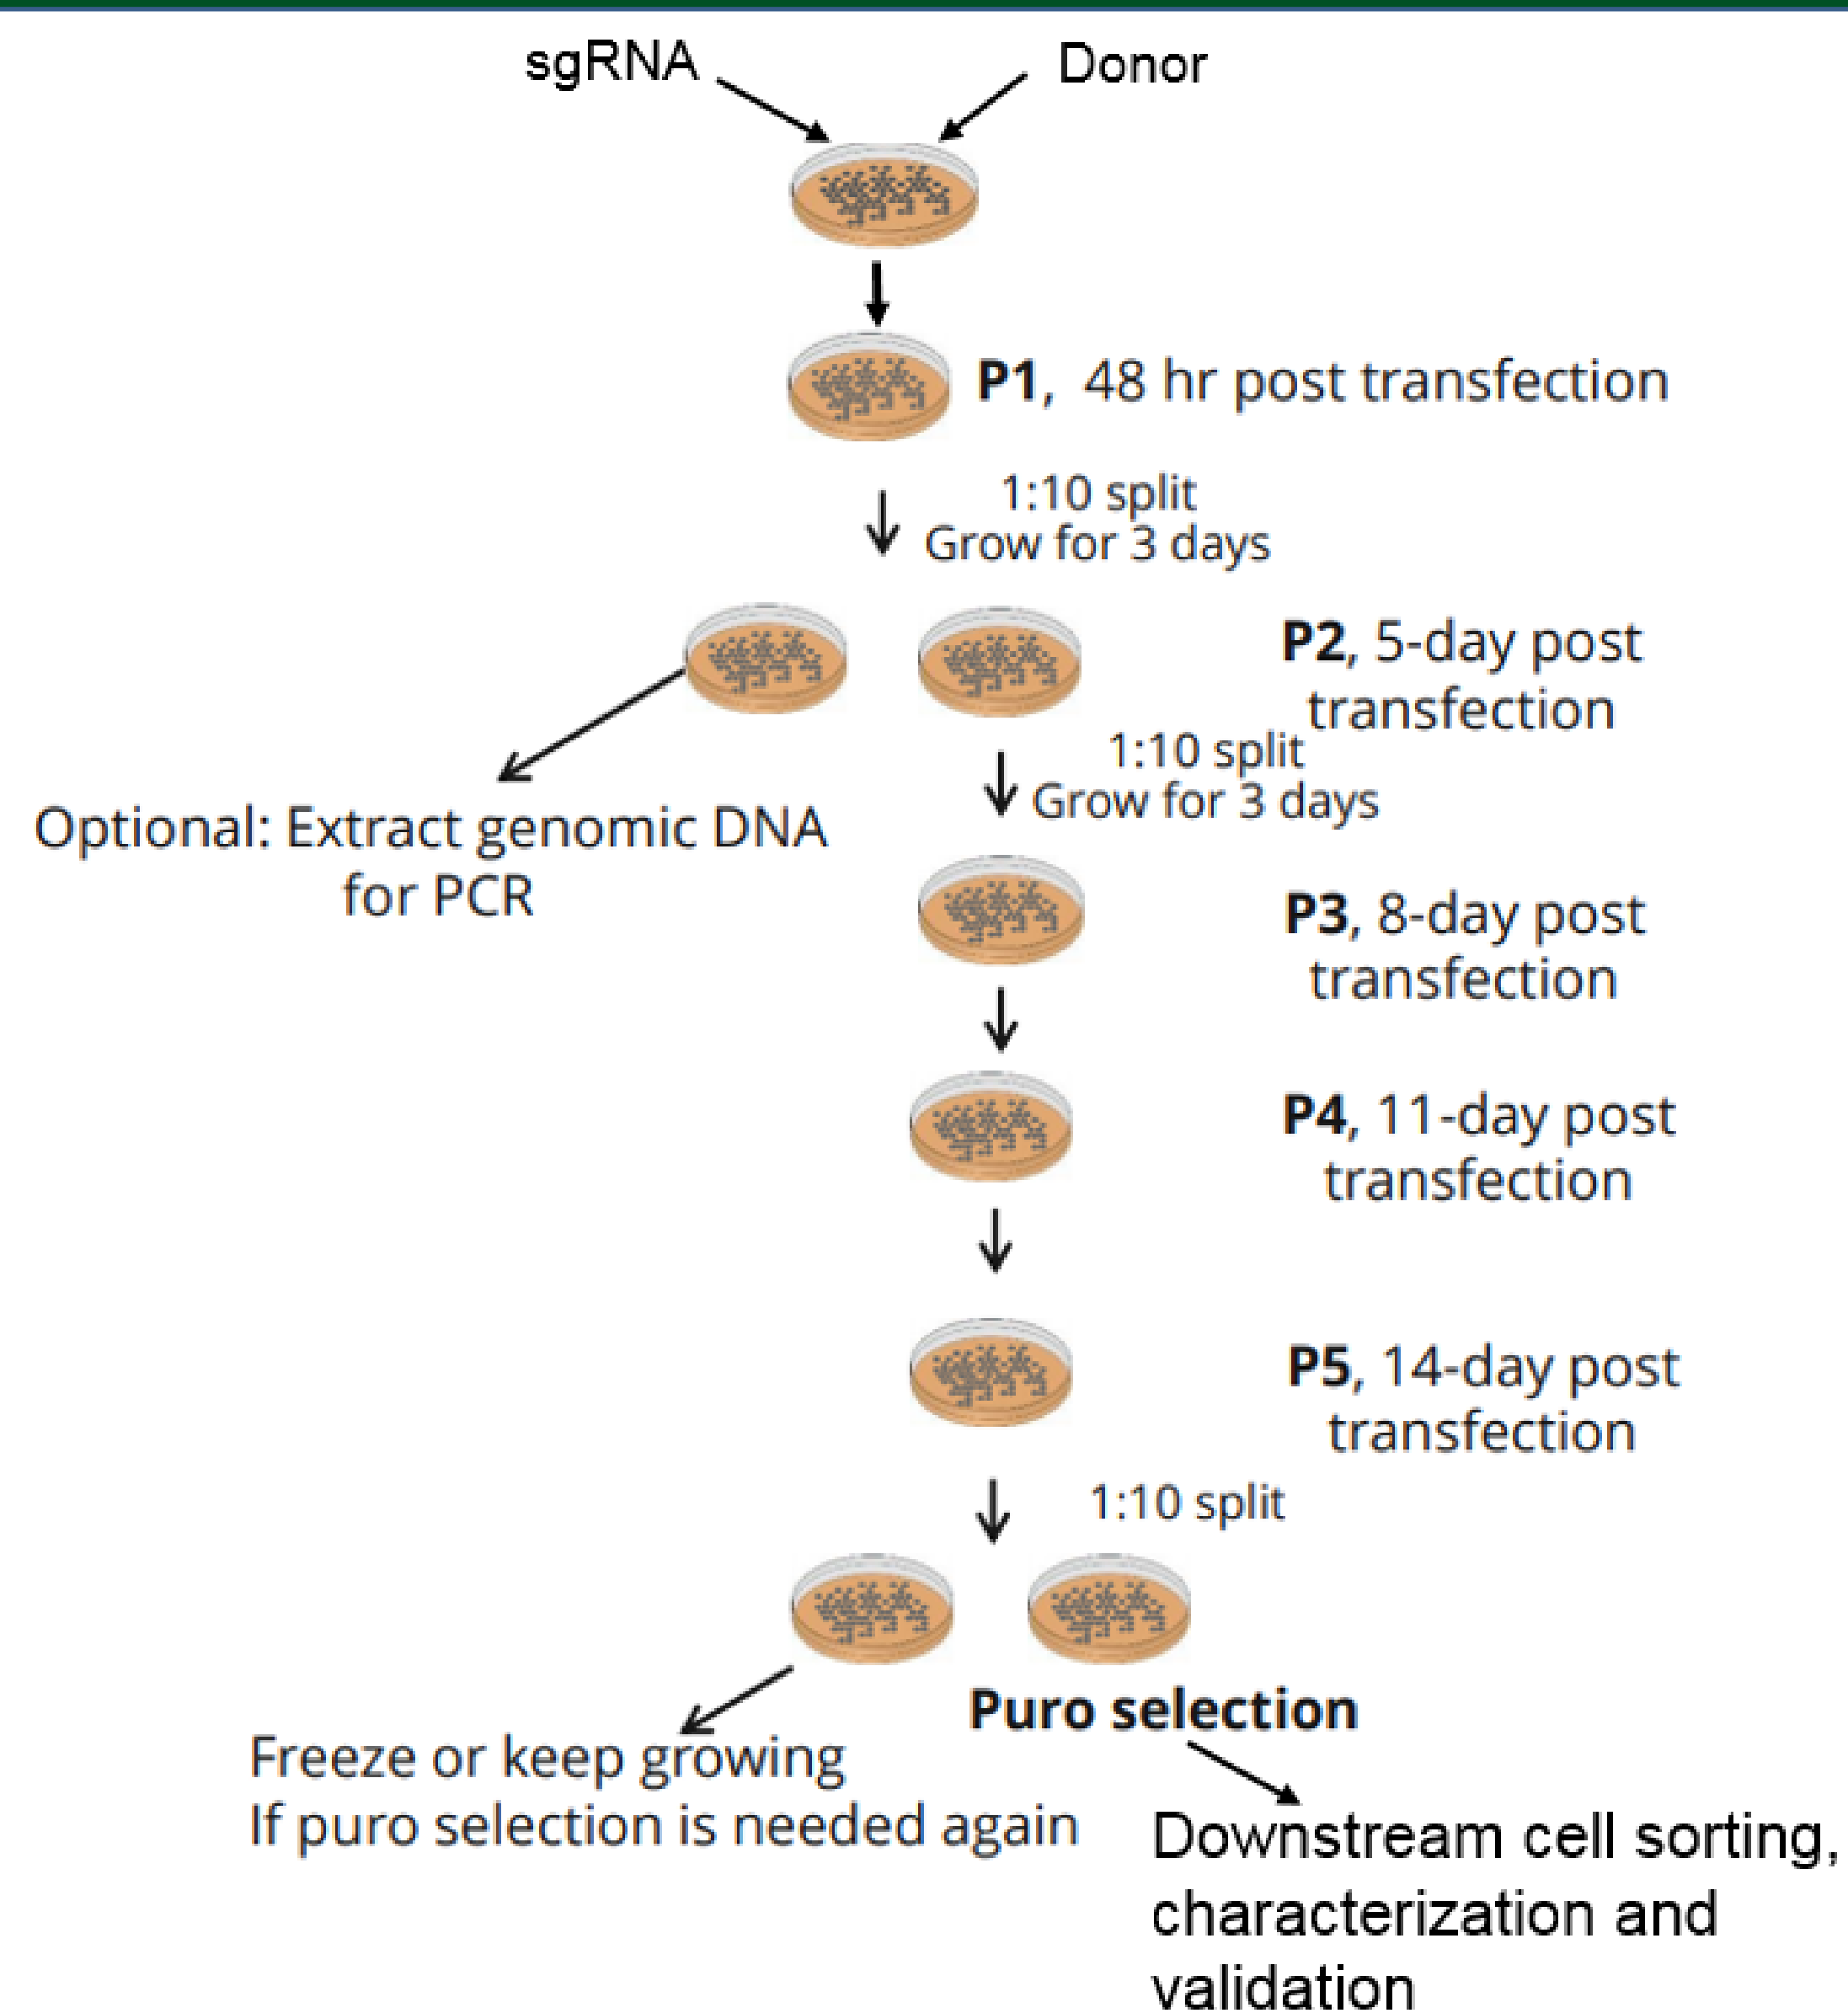 sgRNA
Donor
P1, 48 hr post transfection
1:10 split
Grow for 3 days
P2, 5-day post
transfection
1:10 split
Grow for 3 days
Optional: Extract genomic DNA
for PCR
P3, 8-day post
transfection
P4, 11-day post
transfection
P5, 14-day post
transfection
1:10 split
Puro selection
Freeze or keep growing
If puro selection is needed again
Downstream cell sorting,
characterization and
validation